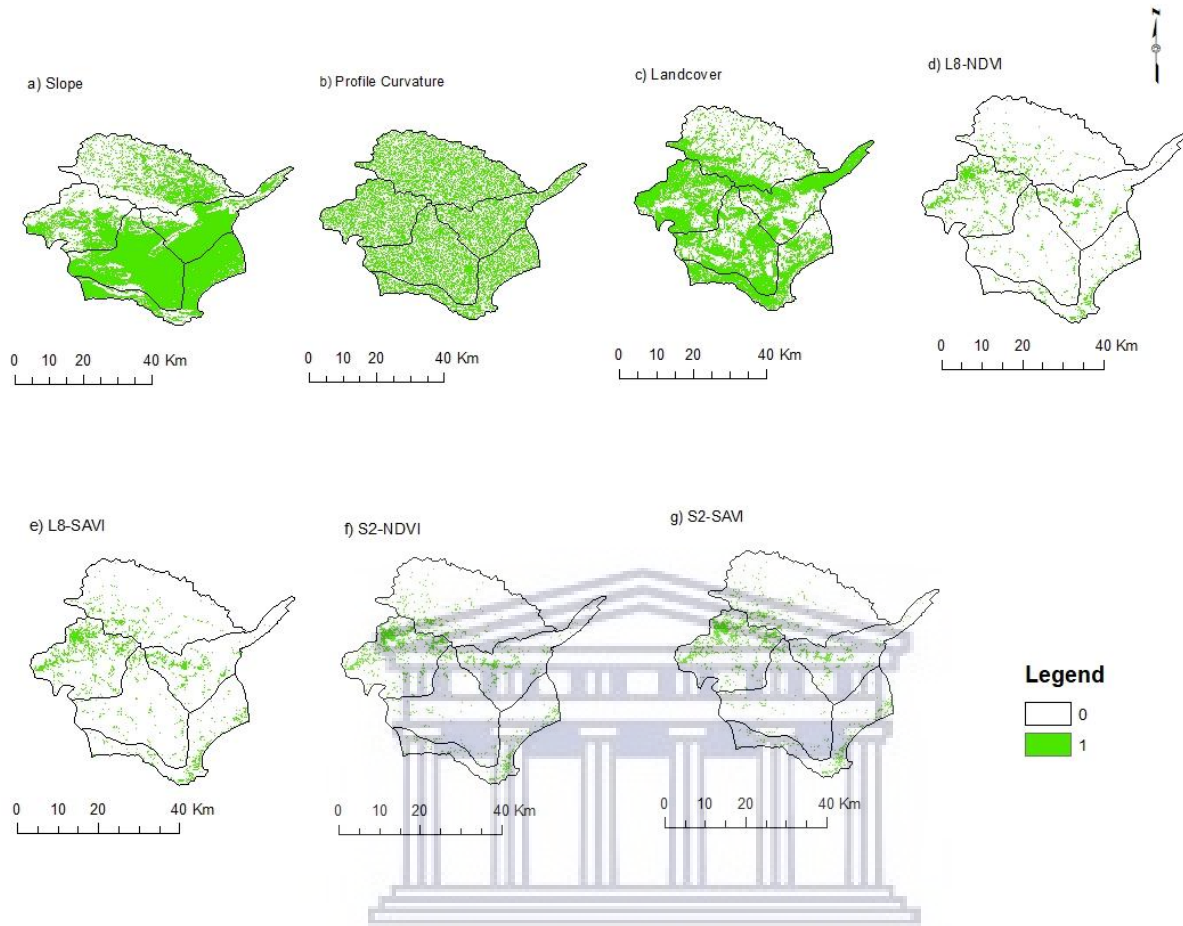 a) Slope
b) Profile Curvature
c) Landcover
d) L8-NDVI
0 10 20 40 Km
0 10 20 40 Km
0 10 20 40 Km
0 10 20 40 Km
e) L8-SAVI
f) S2-NDVI
g) S2-SAVI
0 10 20 40 Km
0 10 20 40 Km
0 10 20 40 Km
Legend
0
1